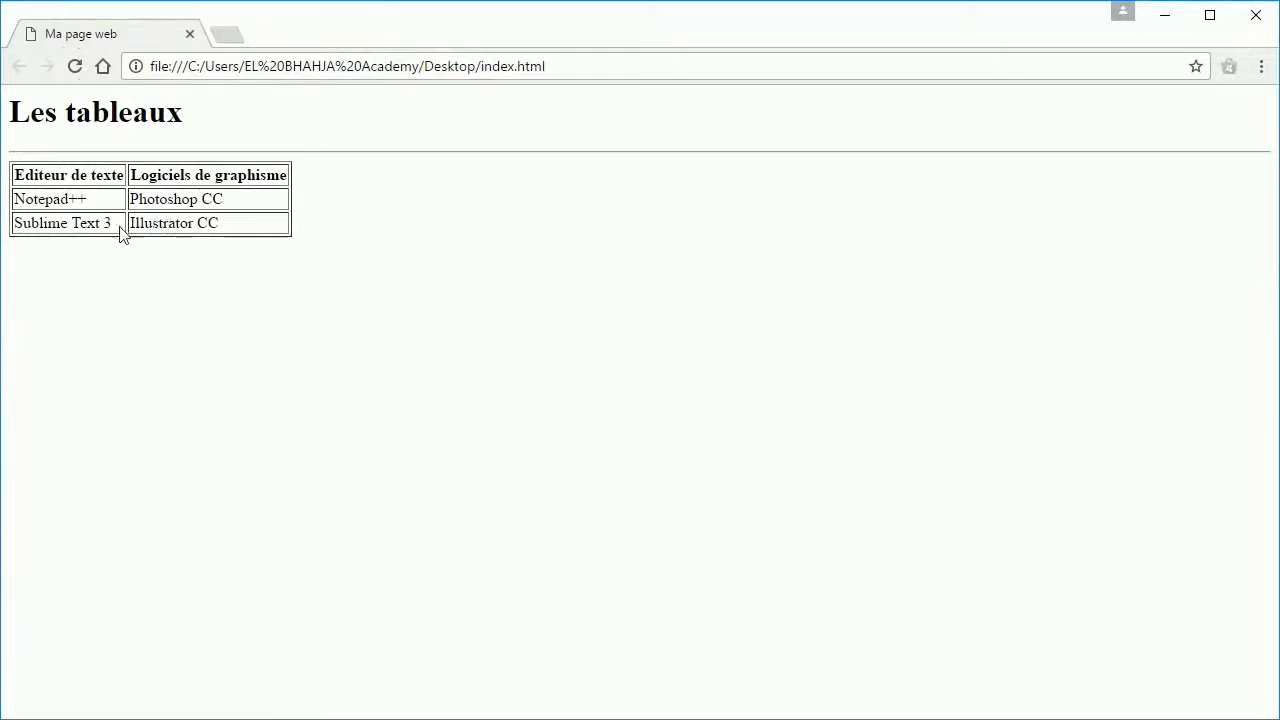 Ma page web
file:///C:/Users/EL%20BHAHJA%20Academy/Desktop/index.html
Les tableaux
Editeur de texte Logiciels de graphisme
Notepad++ Photoshop CC
Sublime Text 3 Illustrator CC